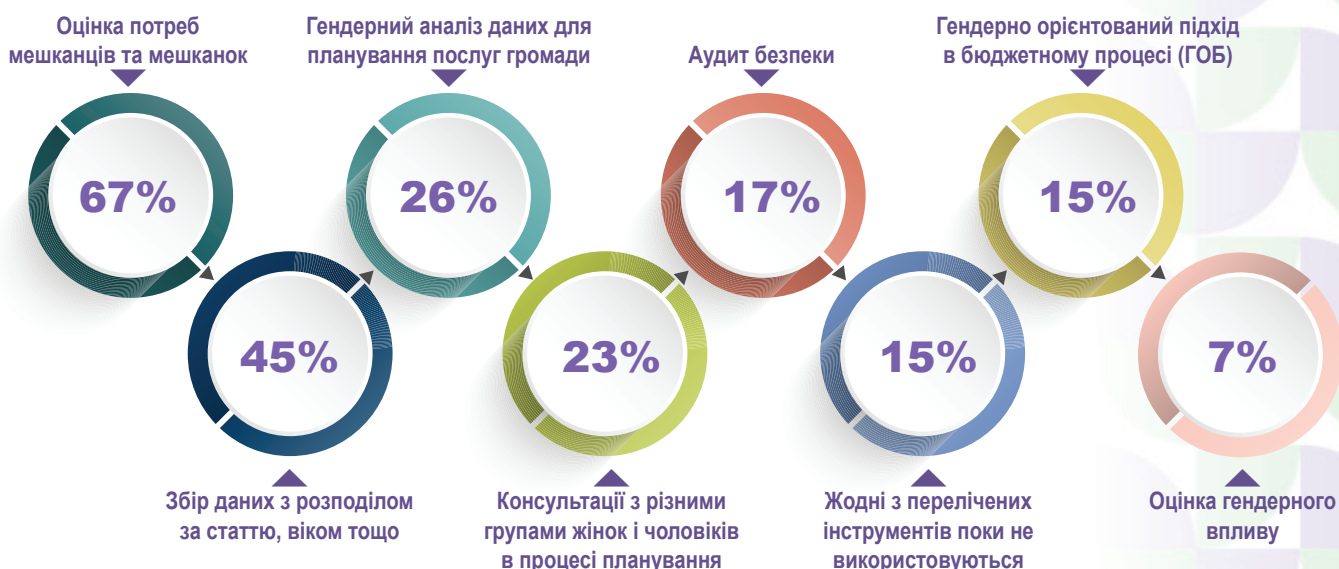 Оцінка потреб
мешканців та мешканок
67%
Збір даних з розподілом
за статтю, віком тощо
45%
Гендерний аналіз даних для
планування послуг громади
26%
Консультації з різними
групами жінок і чоловіків
в процесі планування
23%
Аудит безпеки
17%
Жодні з перелічених
інструментів поки не
використовуються
15%
Гендерно орієнтований підхід
в бюджетному процесі (ГОБ)
15%
Оцінка гендерного
впливу
7%